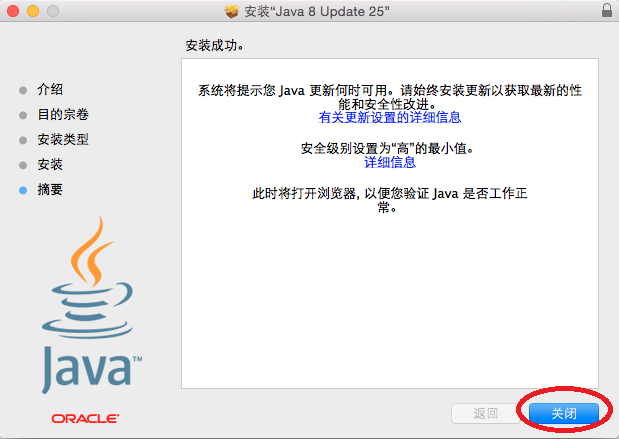 安装“Java 8 Update 25”
安装成功。
介绍
目的宗卷
安装类型
安装
摘要
系统将提示您 Java 更新何时可用。请始终安装更新以获取最新的性
能和安全性改进。
有关更新设置的详细信息
安全级别设置为“高”的最小值。
详细信息
此时将打开浏览器, 以便您验证 Java 是否工作正
常。
Java™
ORACLE®
返回
关闭